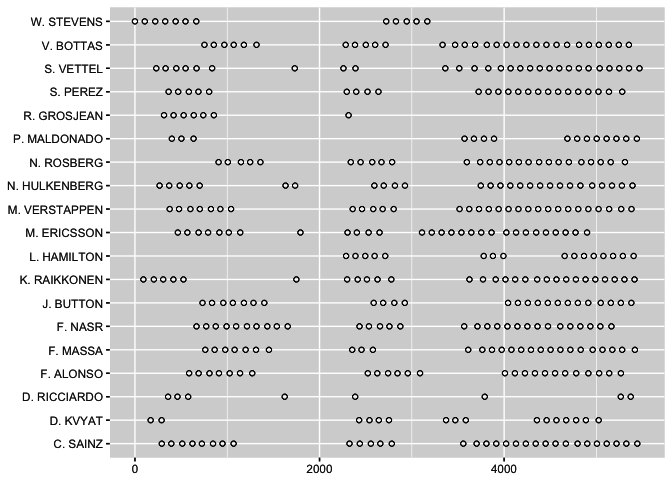 W. STEVENS
V. BOTTAS
S. VETTEL
S. PEREZ
R. GROSJEAN
P. MALDONADO
N. ROSBERG
N. HULKENBERG
M. VERSTAPPEN
M. ERICSSON
L. HAMILTON
K. RAIKKONEN
J. BUTTON
F. NASR
F. MASSA
F. ALONSO
D. RICCIARDO
D. KVYAT
C. SAINZ
0 2000 4000